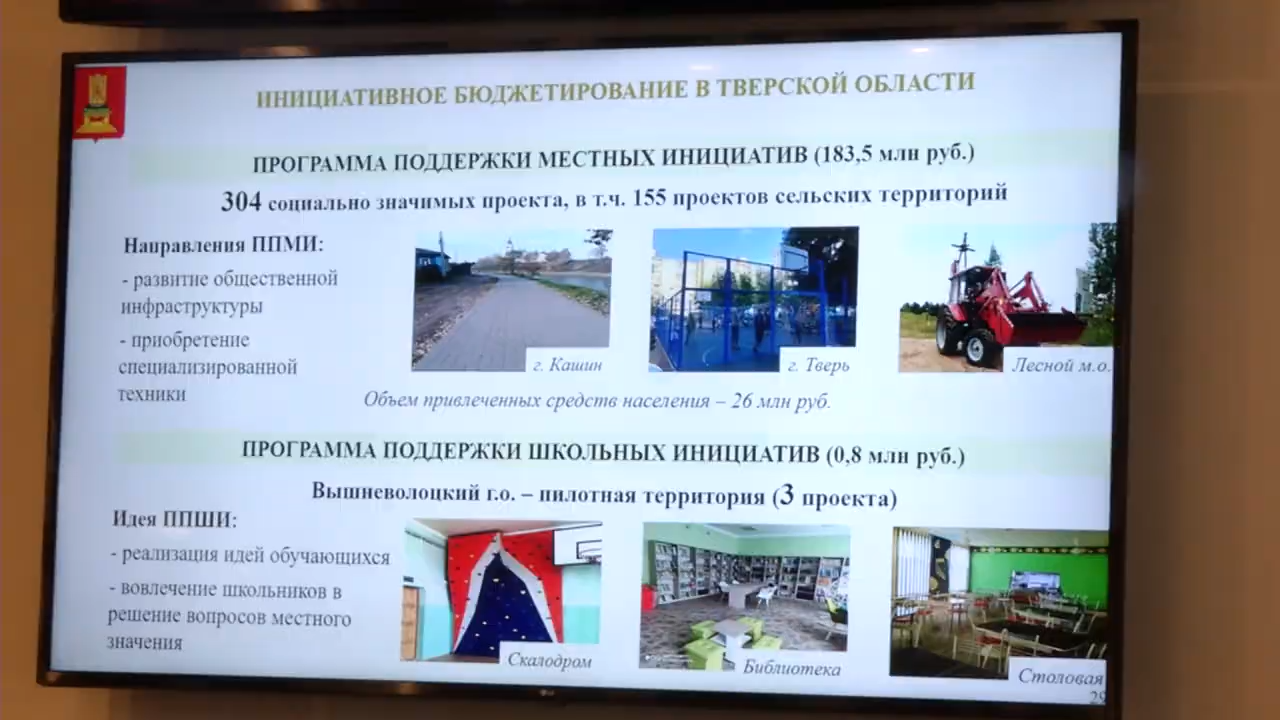 ИНИЦИАТИВНОЕ БЮДЖЕТИРОВАНИЕ В ТВЕРСКОЙ ОБЛАСТИ
ПРОГРАММА ПОДДЕРЖКИ МЕСТНЫХ ИНИЦИАТИВ (183,5 млн руб.)
304 социально значимых проекта, в т.ч. 155 проектов сельских территорий
Направления ППМИ:
- развитие общественной
инфраструктуры
- приобретение
специализированной
техники
г. Кашин
г. Тверь
Лесной м.о.
Объем привлеченных средств населения – 26 млн руб.
ПРОГРАММА ПОДДЕРЖКИ ШКОЛЬНЫХ ИНИЦИАТИВ (0,8 млн руб.)
Вышневолоцкий г.о. – пилотная территория (3 проекта)
Идея ППШИ:
- реализация идей обучающихся
- вовлечение школьников в
решение вопросов местного
значения
Скалодром
Библиотека
Столовая
LG